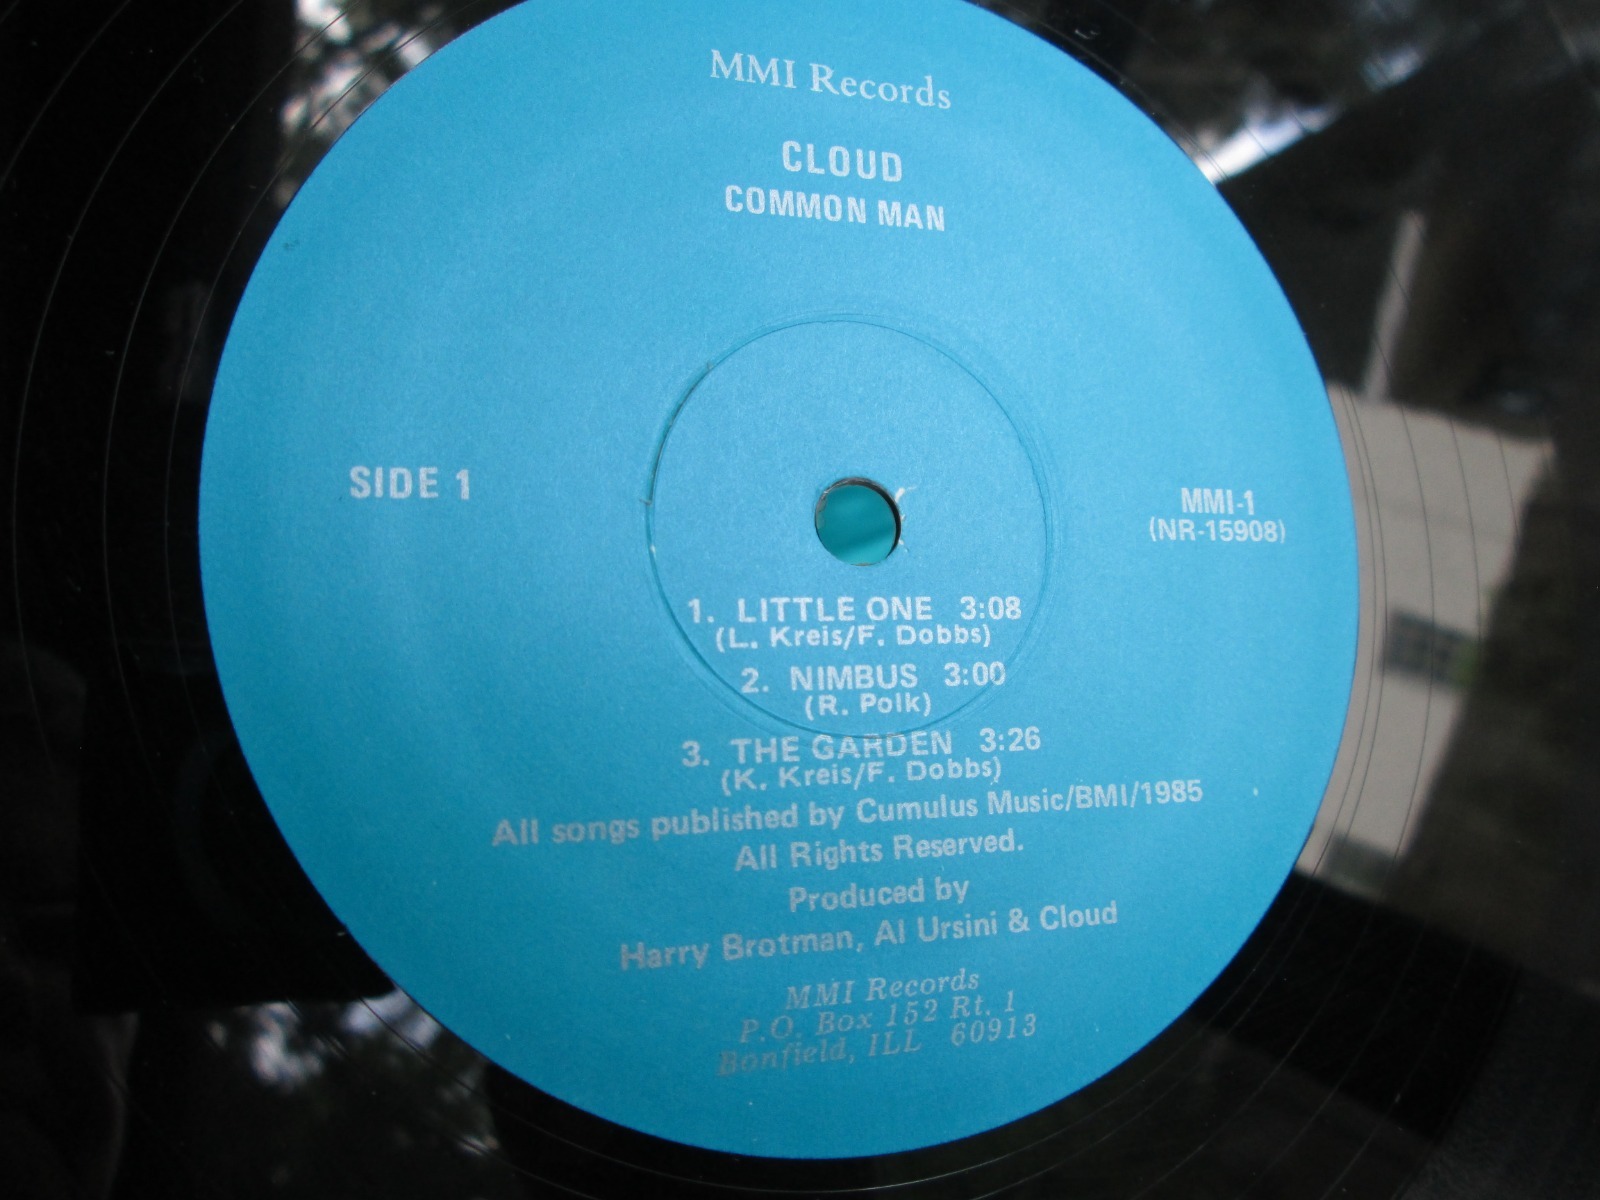 MMI Records
CLOUD
COMMON MAN
SIDE 1
MMI-1
(NR-15908)
1. LITTLE ONE 3:08
(L. Kreis/F. Dobbs)
2. NIMBUS 3:00
(R. Polk)
3. THE GARDEN 3:26
(K. Kreis/F. Dobbs)
All songs published by Cumulus Music/BMI/1985
All Rights Reserved.
Produced by
Harry Brotman, Al Ursini & Cloud
MMI Records
P.O. Box 152 Rt. 1
Bonfield, ILL 60913